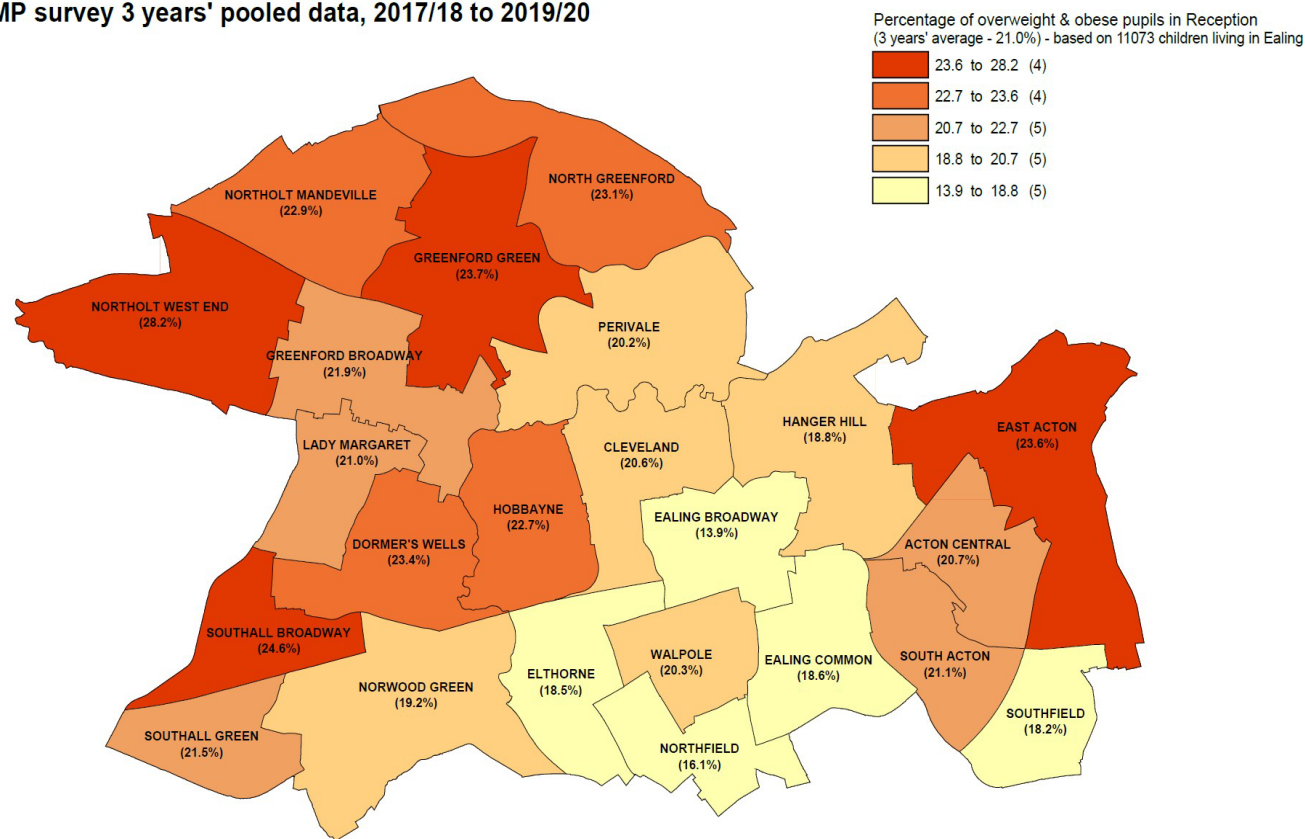 MP survey 3 years' pooled data, 2017/18 to 2019/20
Percentage of overweight & obese pupils in Reception
(3 years' average - 21.0%) - based on 11073 children living in Ealing
23.6 to 28.2 (4)
22.7 to 23.6 (4)
20.7 to 22.7 (5)
18.8 to 20.7 (5)
13.9 to 18.8 (5)
NORTHOLT MANDEVILLE
(22.9%)
NORTH GREENFORD
(23.1%)
GREENFORD GREEN
(23.7%)
NORTHOLT WEST END
(28.2%)
PERIVALE
(20.2%)
GREENFORD BROADWAY
(21.9%)
HANGER HILL
(18.8%)
EAST ACTON
(23.6%)
LADY MARGARET
(21.0%)
CLEVELAND
(20.6%)
HOBBAYNE
(22.7%)
EALING BROADWAY
(13.9%)
DORMER'S WELLS
(23.4%)
ACTON CENTRAL
(20.7%)
SOUTHALL BROADWAY
(24.6%)
WALPOLE
(20.3%)
EALING COMMON
(18.6%)
SOUTH ACTON
(21.1%)
ELTHORNE
(18.5%)
NORWOOD GREEN
(19.2%)
SOUTHFIELD
(18.2%)
SOUTHALL GREEN
(21.5%)
NORTHFIELD
(16.1%)